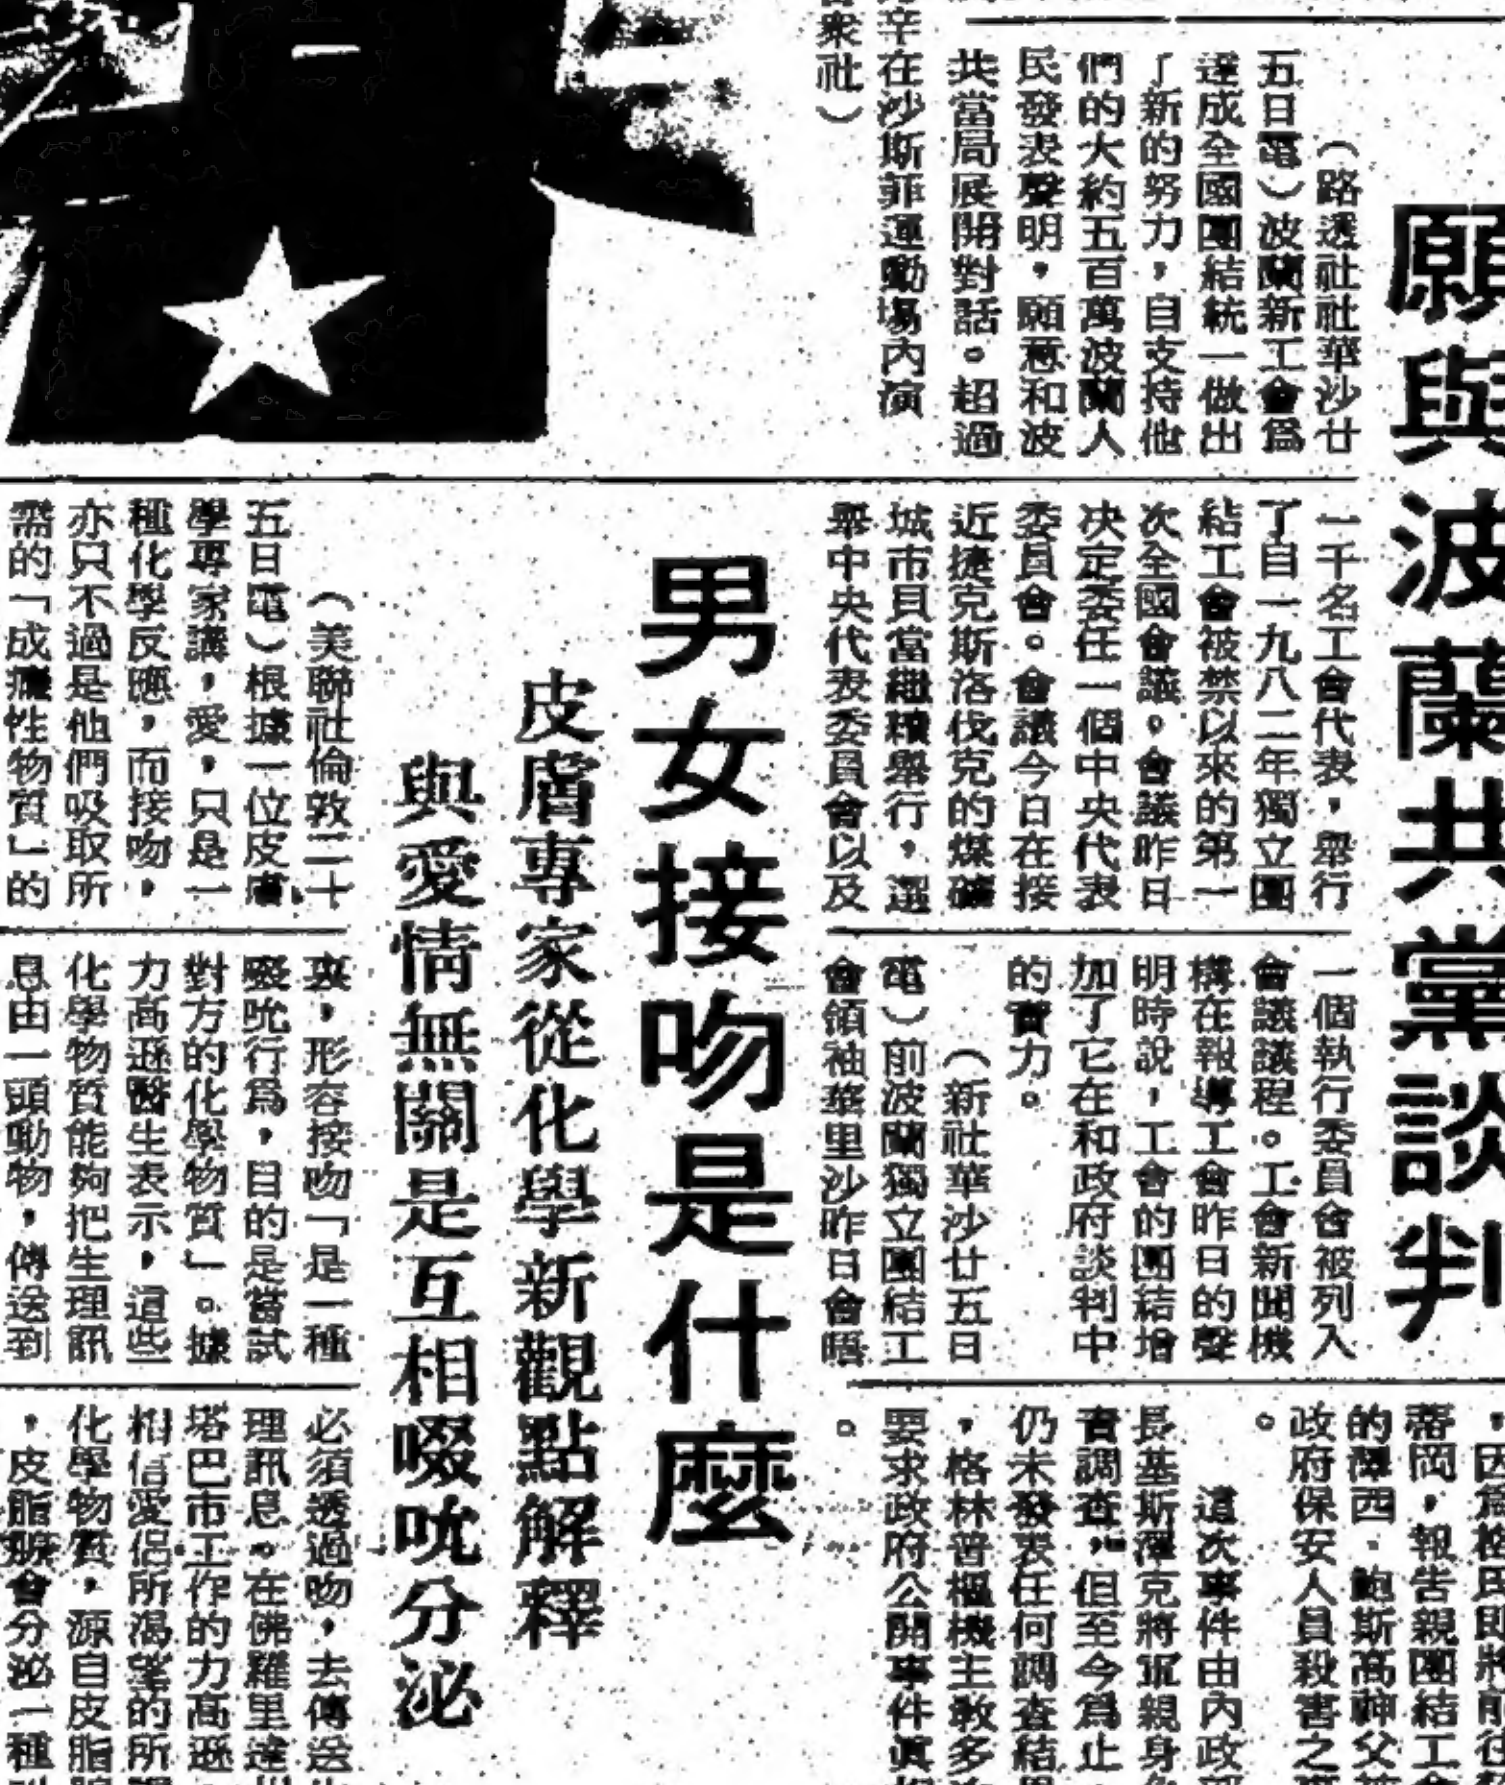 願與波蘭共黨談判
（路透社社華沙廿
五日電）波蘭新工會爲
達成全國團結統一做出
了新的努力，自支持他
們的大約五百萬波蘭人
民發表聲明，願意和波
共當局展開對話。超過
一千名工會代表，舉行
了自一九八二年獨立團
結工會被禁以來的第一
次全國會議。會議昨日
决定委任一個中央代表
委員會。會議今日在接
近捷克斯洛伐克的煤礦
城市貝當繼續舉行，選
舉中央代表委員會以及
一個執行委員會被列入
會議議程。工會新聞機
構在報導工會昨日的聲
明時說，工會的團結增
加了它在和政府談判中
的實力。
（新社華沙廿五日
電）前波蘭獨立團結工
會領袖華里沙昨日會晤
，因爲
落岡，報告親團結工
的薄西．鮑斯高神父
政府保安人員殺害之
。
這次事件由內政
長基斯澤克將軍親身
責調查，但至今爲止，
仍未發表任何調查結
，格林普樞機主教多
要求政府公開事件眞
。
辛在沙斯菲運動場內演
衆社）
男女接吻是什麼
皮膚專家從化學新觀點解釋
與愛情無關是互相啜吮分泌
（美聯社倫敦二十
五日電）根據一位皮膚
學專家講，愛，只是一
種化學反應，而接吻，
亦只不過是他們吸取所
需的「成癮性物質」的
衷，形容接吻「是一種
啜吮行爲，目的是嘗試
對方的化學物質」。據
力高遜醫生表示，這些
化學物質能夠把生理訊
息由一頭動物，傳送到
必須透過吻，去傳送
理訊息。在佛羅里達
塔巴市工作的力高遜
相信愛侶所渴望的所
化學物質，源自皮脂
，皮脂腺會分泌一種